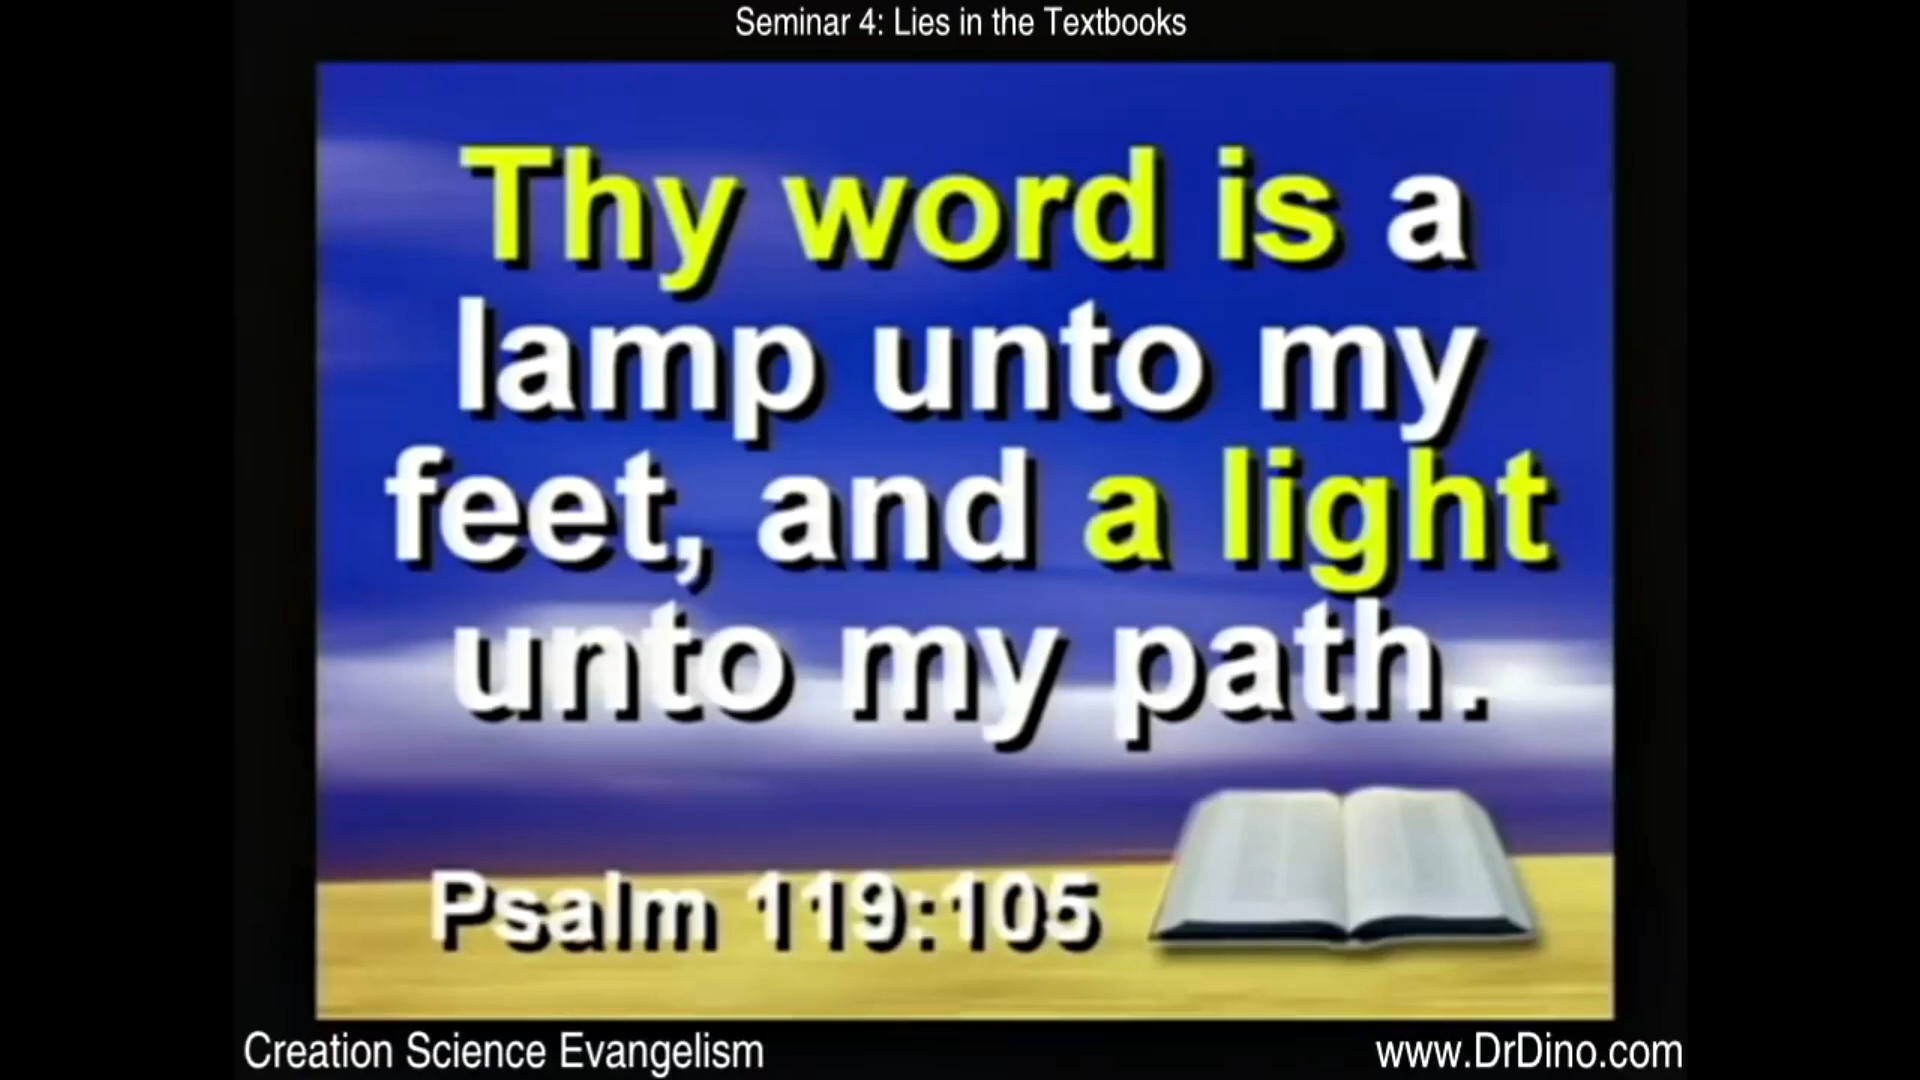 Seminar 4: Lies in the Textbooks
Thy word is a
lamp unto my
feet, and a light
unto my path.
Psalm 119:105
Creation Science Evangelism
www.DrDino.com